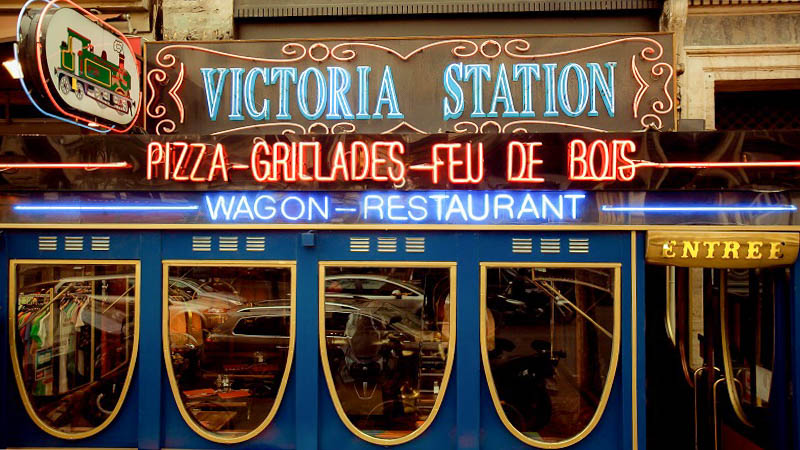 VICTORIA STATION
PIZZA-GRILLADES-FEU DE BOIS
WAGON-RESTAURANT
ENTREE